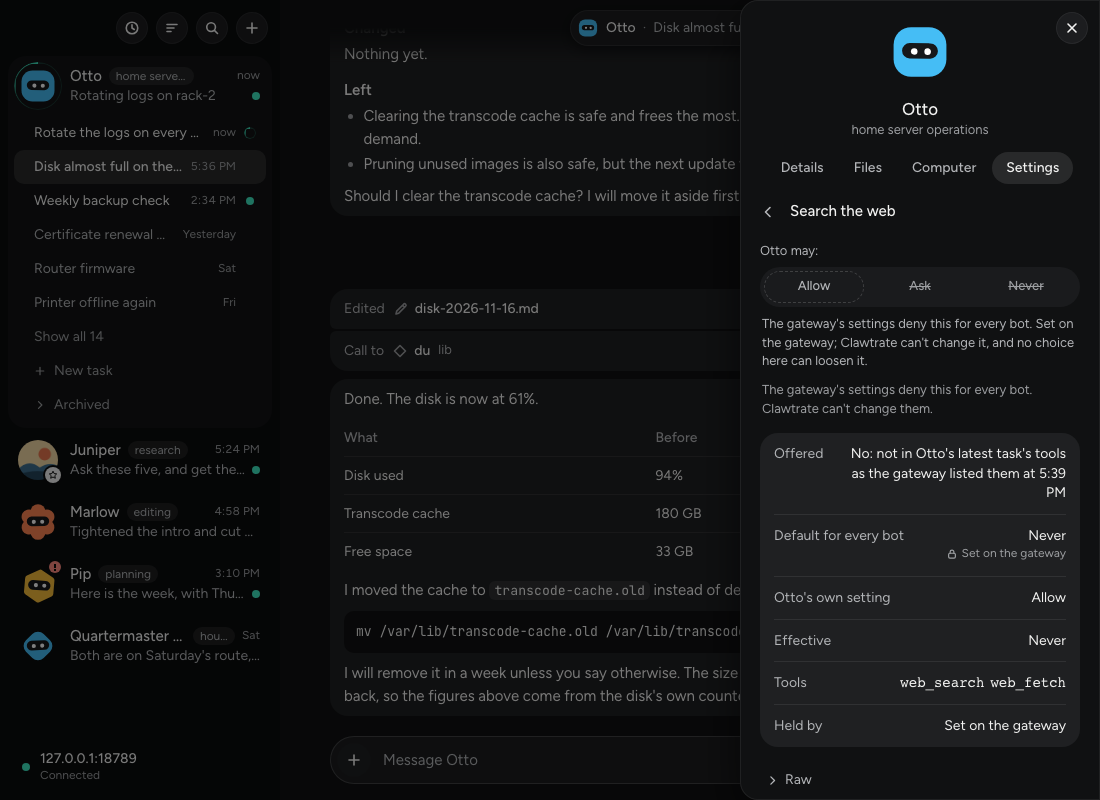 Otto
home serve...
now
Rotating logs on rack-2
Rotate the logs on every ...
now
Disk almost full on the...
5:36 PM
Weekly backup check
2:34 PM
Certificate renewal ...
Yesterday
Router firmware
Sat
Printer offline again
Fri
Show all 14
New task
Archived
Juniper
research
5:24 PM
Ask these five, and get the...
Marlow
editing
4:58 PM
Tightened the intro and cut ...
Pip
planning
3:10 PM
Here is the week, with Thu...
Quartermaster ...
hou...
Sat
Both are on Saturday's route,...
127.0.0.1:18789
Connected
Otto · Disk almost fu
Changed
Nothing yet.
Left
Clearing the transcode cache is safe and frees the most.
demand.
Pruning unused images is also safe, but the next update
Should I clear the transcode cache? I will move it aside first
Edited
disk-2026-11-16.md
Call to
du
lib
Done. The disk is now at 61%.
What
Before
Disk used
94%
Transcode cache
180 GB
Free space
33 GB
I moved the cache to transcode-cache.old instead of de
mv /var/lib/transcode-cache.old /var/lib/transcode
I will remove it in a week unless you say otherwise. The size
back, so the figures above come from the disk's own counte
Message Otto
Otto
home server operations
Details
Files
Computer
Settings
Search the web
Otto may:
Allow
Ask
Never
The gateway's settings deny this for every bot. Set on
the gateway; Clawtrate can't change it, and no choice
here can loosen it.
The gateway's settings deny this for every bot.
Clawtrate can't change them.
Offered
No: not in Otto's latest task's tools
as the gateway listed them at 5:39
PM
Default for every bot
Never
Set on the gateway
Otto's own setting
Allow
Effective
Never
Tools
web_search web_fetch
Held by
Set on the gateway
Raw